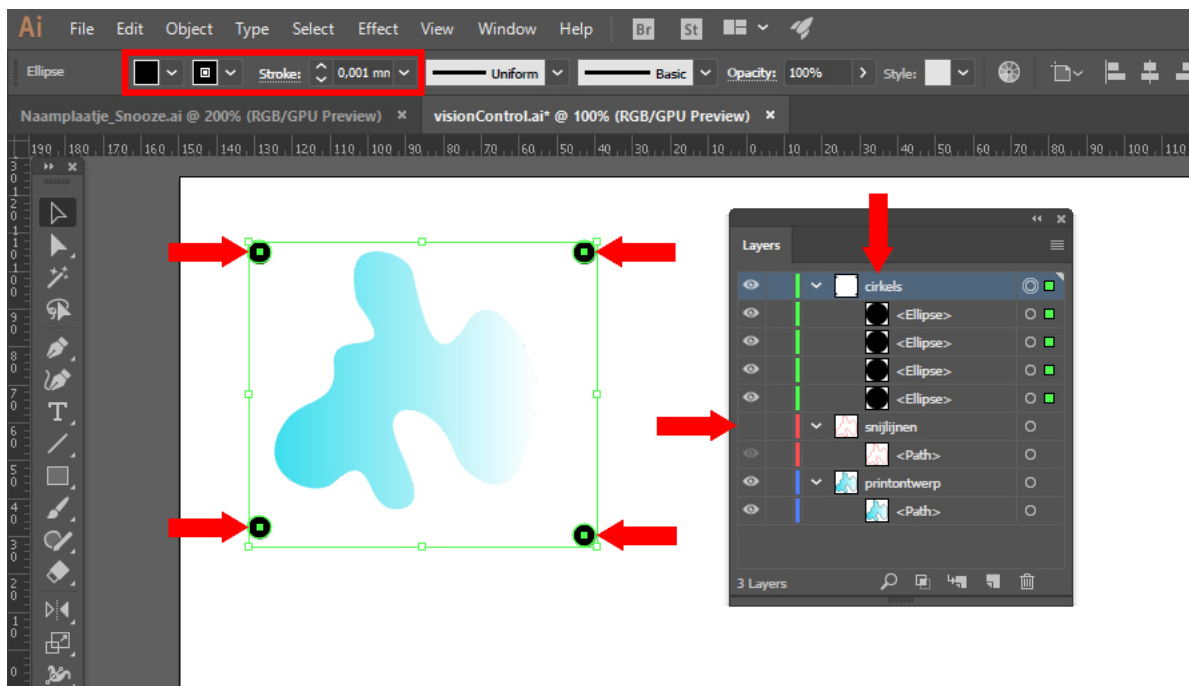 Ai File Edit Object Type Select Effect View Window Help Br St
Ellipse Stroke: 0,001 mn Uniform Basic Opacity: 100% Style:
Naamplaatje_Snooze.ai @ 200% (RGB/GPU Preview) × visionControl.ai* @ 100% (RGB/GPU Preview) ×
190 180 170 160 150 140 130 120 110 100 90 80 70 60 50 40 30 20 10 0 10 20 30 40 50 60 70 80 90 100 110
Layers
cirkels
<Ellipse>
<Ellipse>
<Ellipse>
<Ellipse>
snijlijnen
<Path>
printontwerp
<Path>
3 Layers